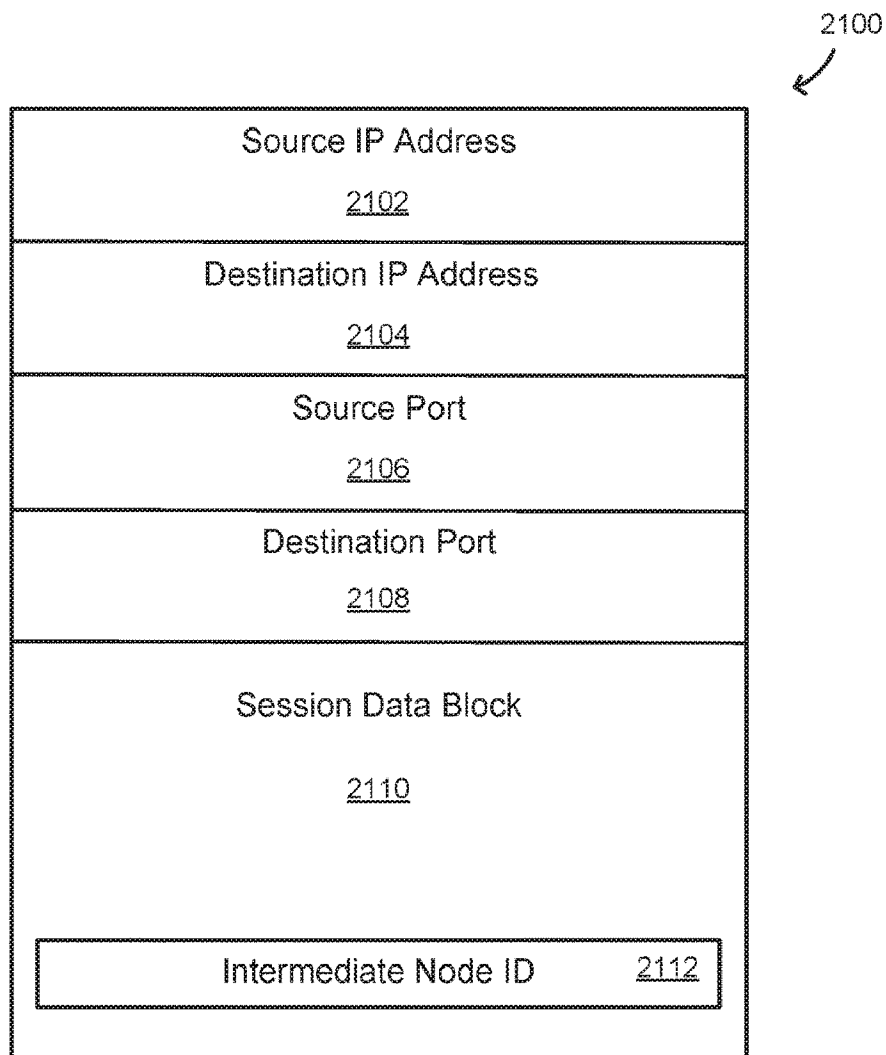 2100
Source IP Address
2102
Destination IP Address
2104
Source Port
2106
Destination Port
2108
Session Data Block
2110
Intermediate Node ID 2112